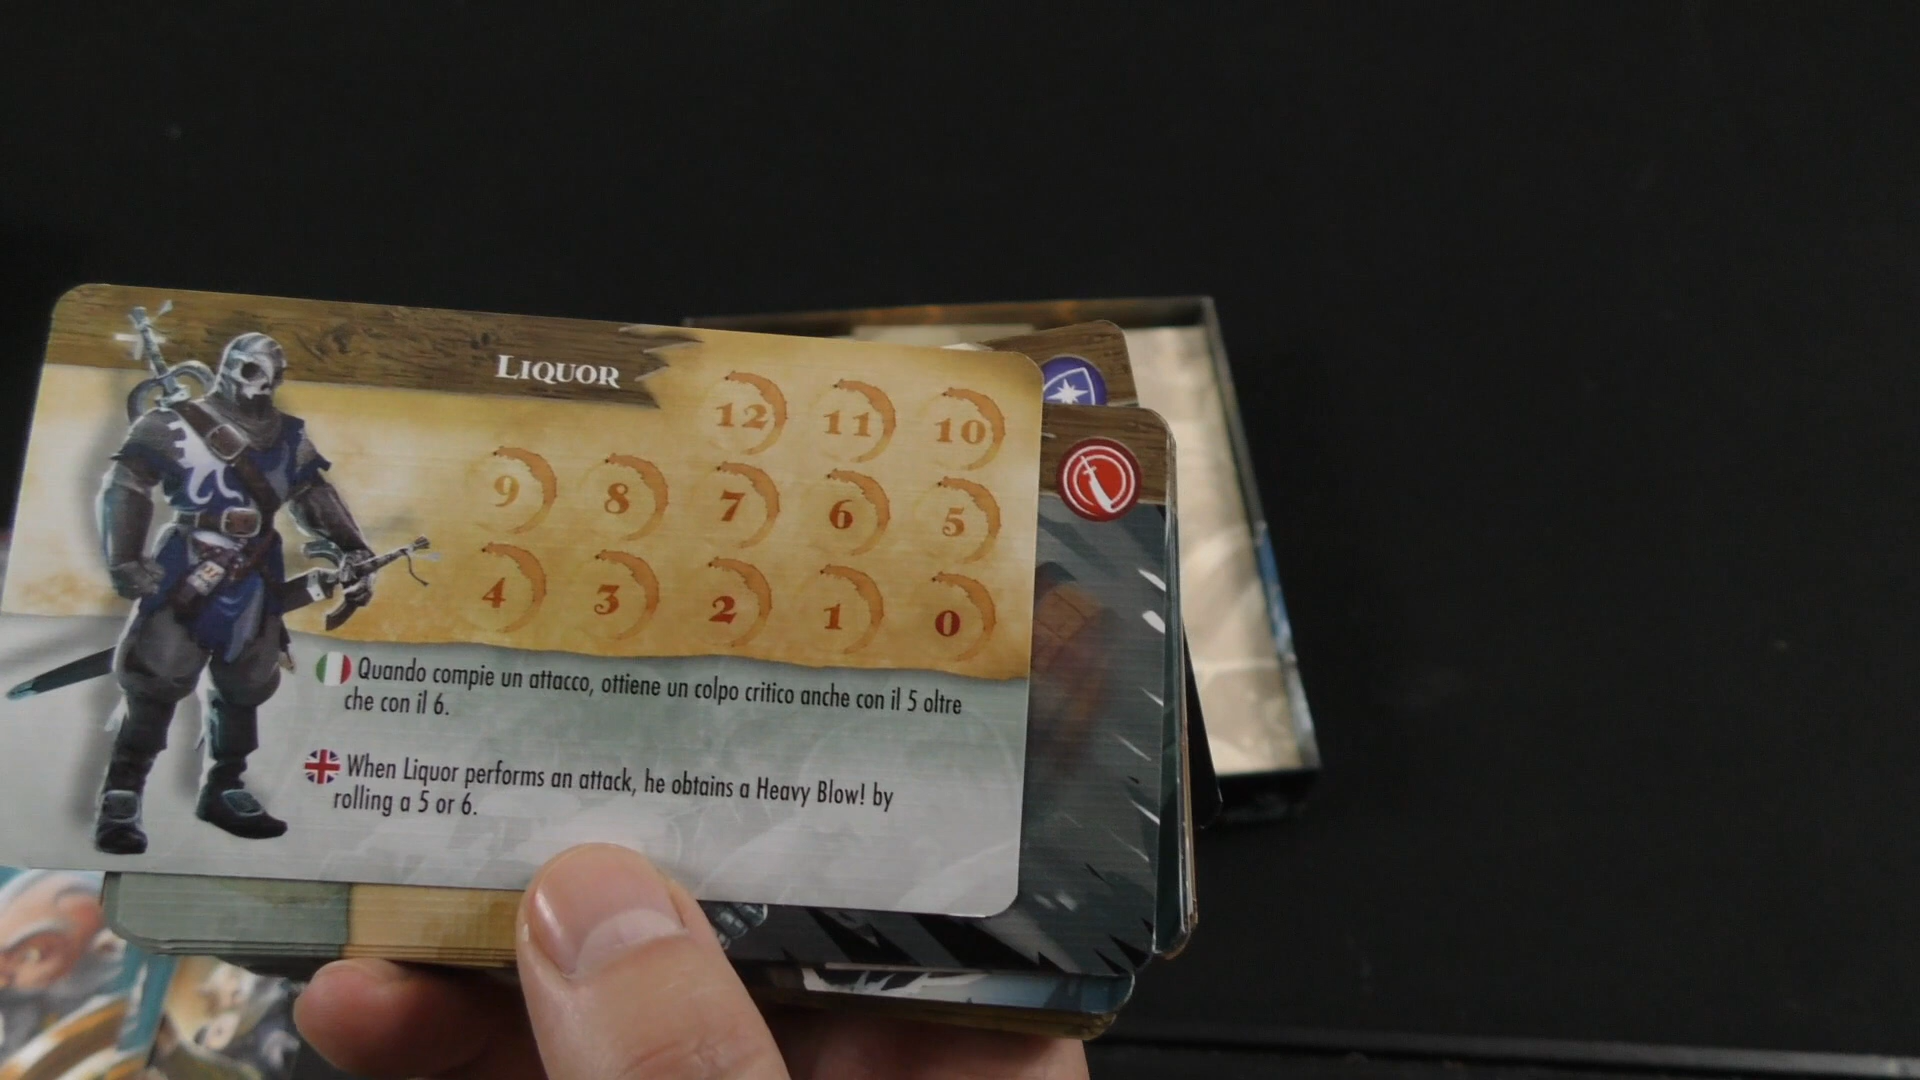 LIQUOR
12 11 10
9 8 7 6 5
4 3 2 1 0
Quando compie un attacco, ottiene un colpo critico anche con il 5 oltre
che con il 6.
When Liquor performs an attack, he obtains a Heavy Blow! by
rolling a 5 or 6.